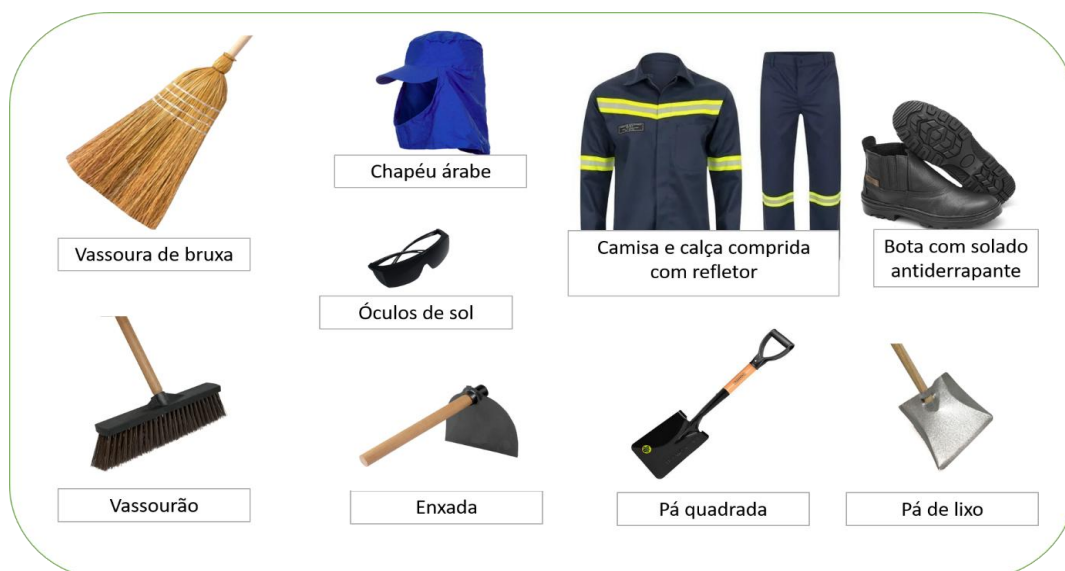 Chapéu árabe
Vassoura de bruxa
Camisa e calça comprida
com refletor
Bota com solado
antiderrapante
Óculos de sol
Vassourão
Enxada
Pá quadrada
Pá de lixo